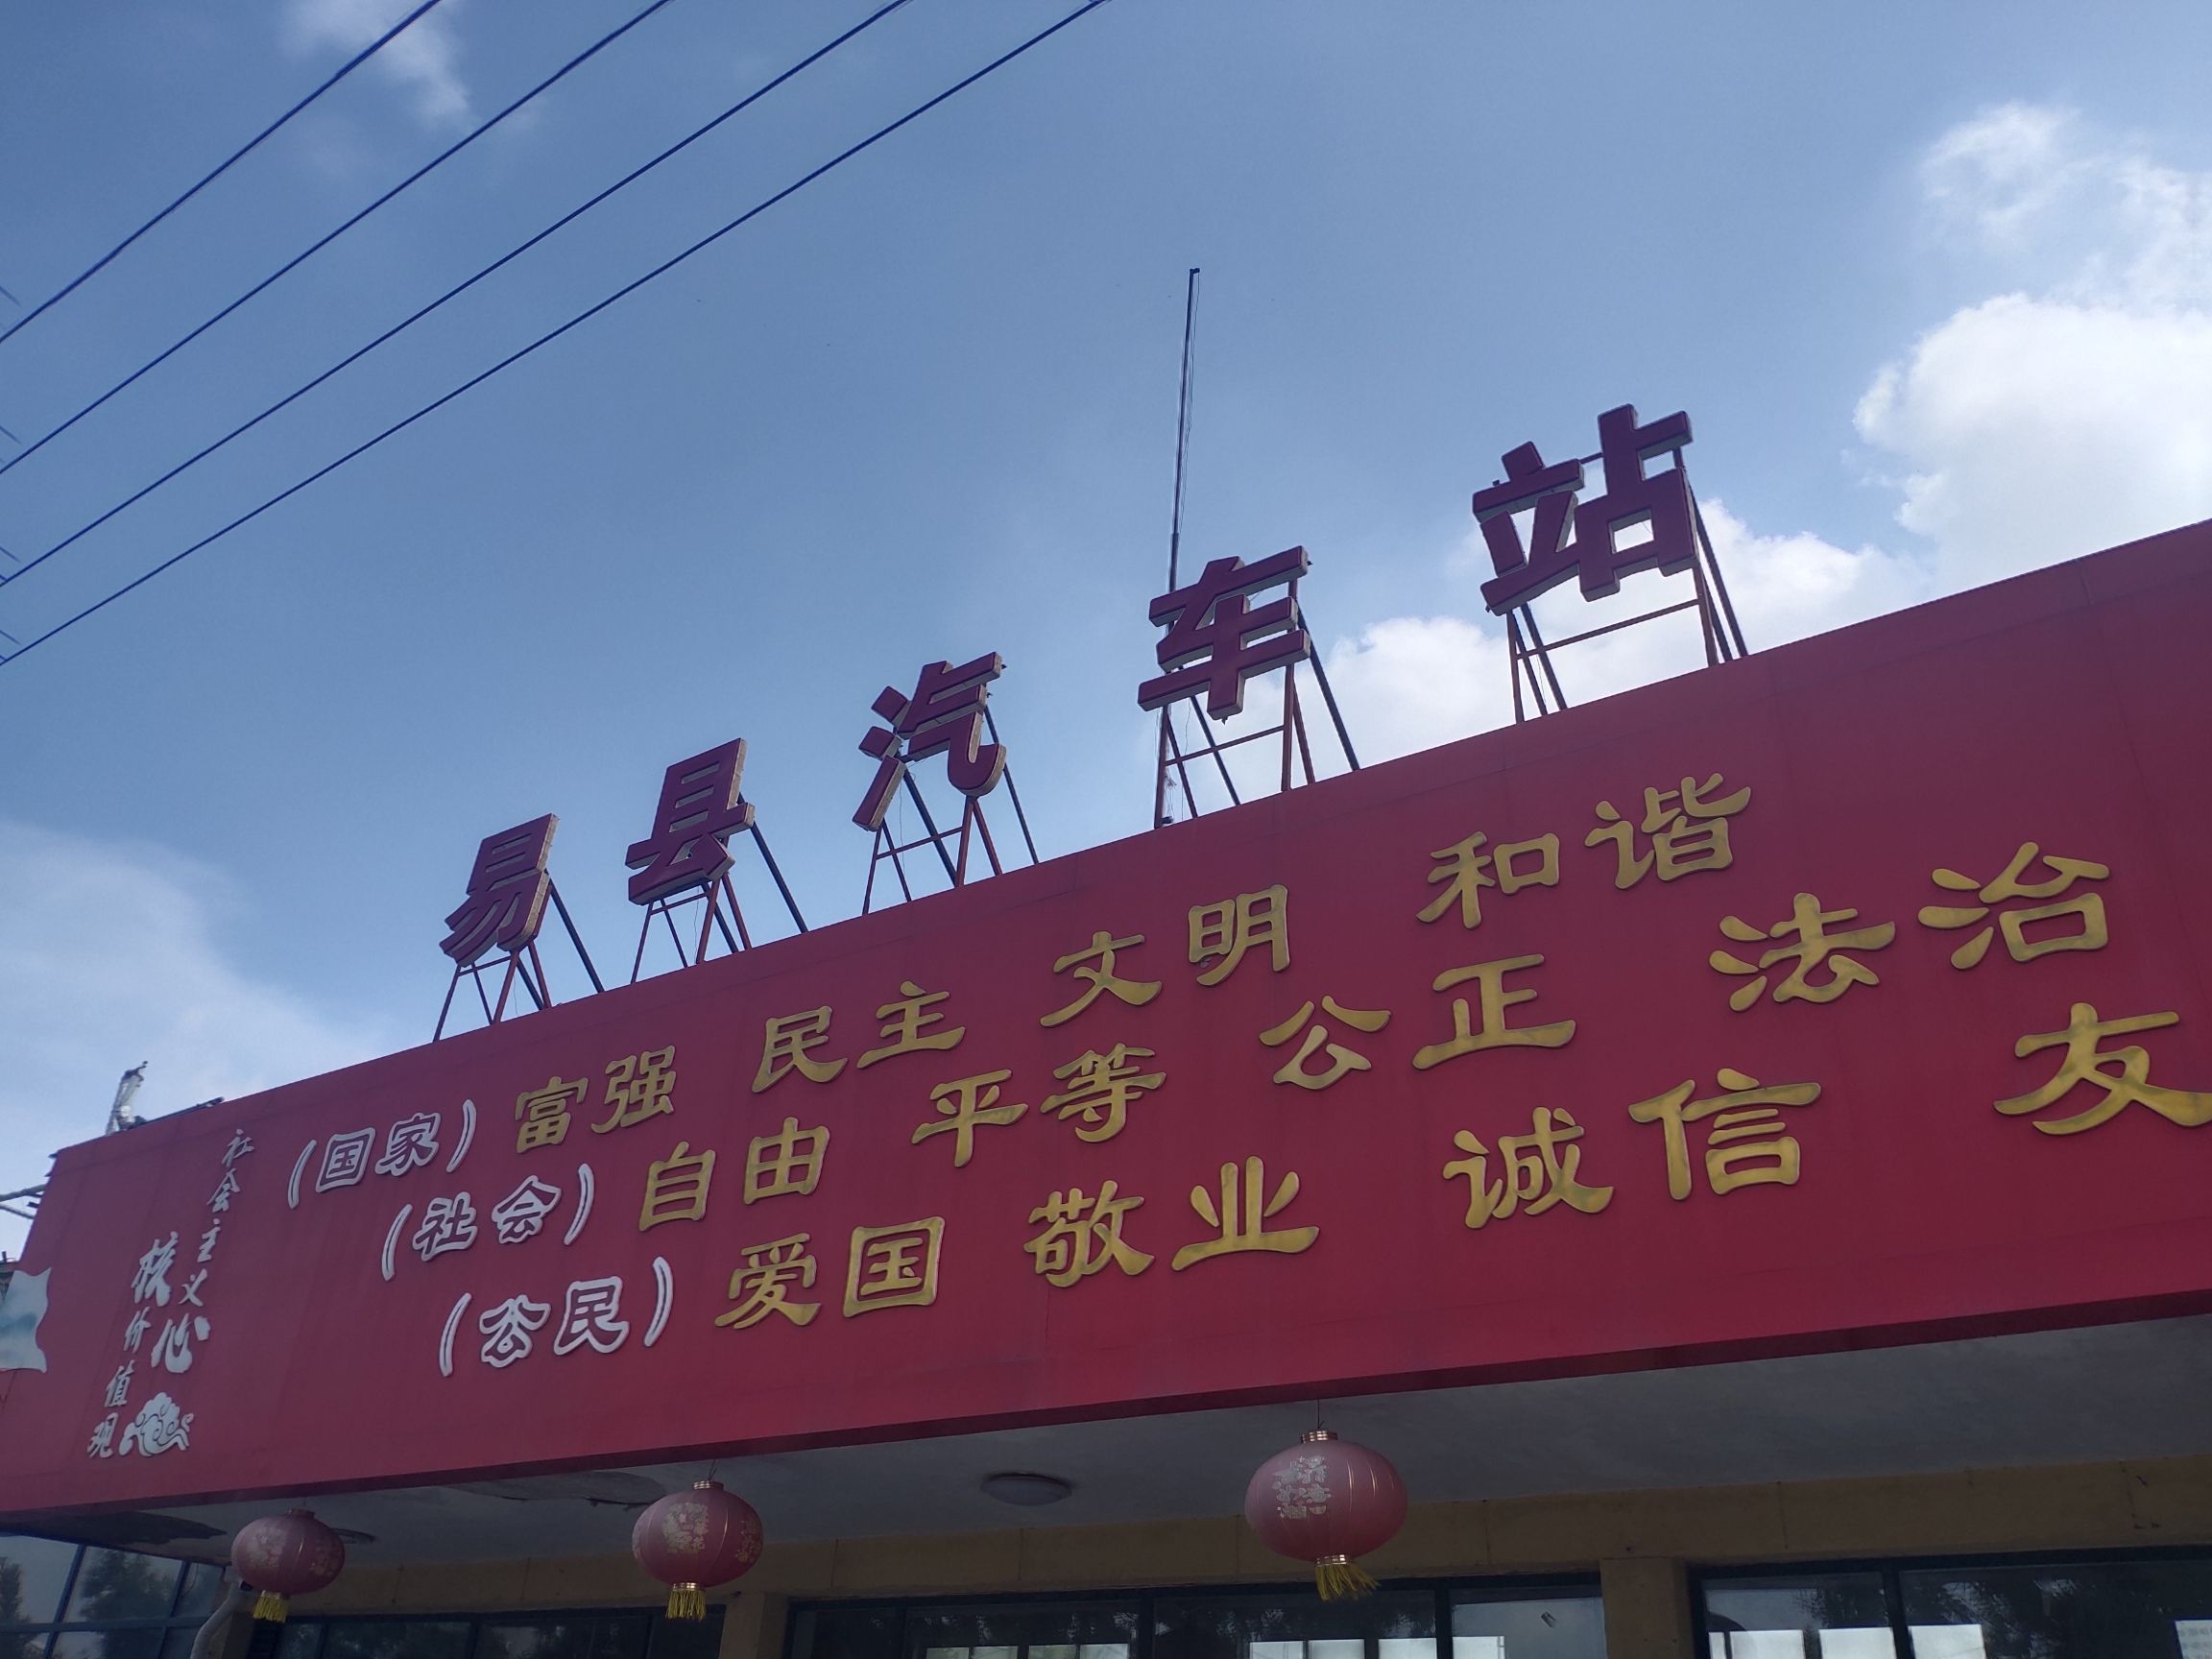 易县汽车站
社会主义
核心
价值观
(国家) 富强 民主 文明 和谐
(社会) 自由 平等 公正 法治
(公民) 爱国 敬业 诚信 友